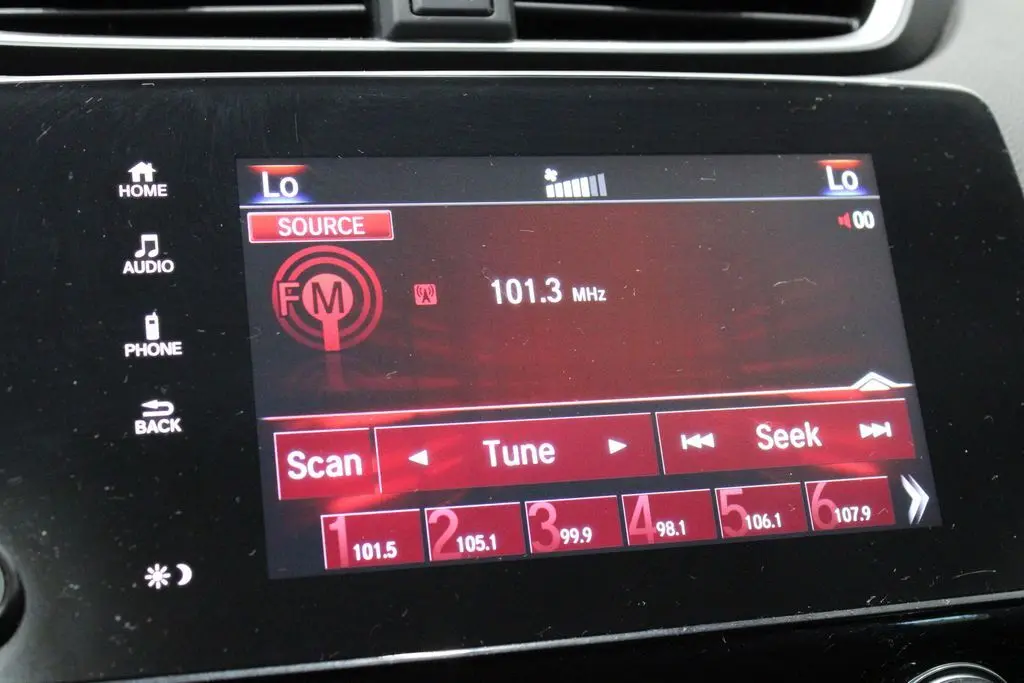 HOME
AUDIO
PHONE
BACK
Lo Lo
SOURCE 00
FM 101.3 MHz
Scan Tune Seek
1 101.5 2 105.1 3 99.9 4 98.1 5 106.1 6 107.9